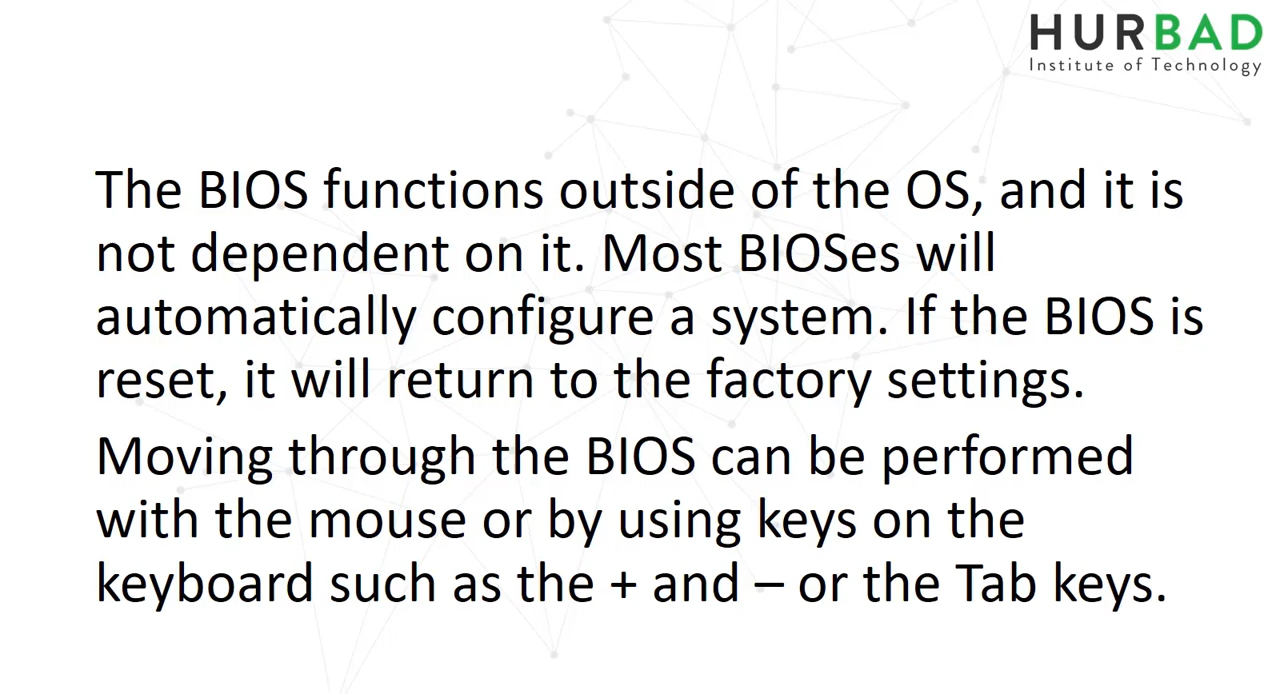 HURBAD
Institute of Technology
The BIOS functions outside of the OS, and it is
not dependent on it. Most BIOSes will
automatically configure a system. If the BIOS is
reset, it will return to the factory settings.
Moving through the BIOS can be performed
with the mouse or by using keys on the
keyboard such as the + and – or the Tab keys.